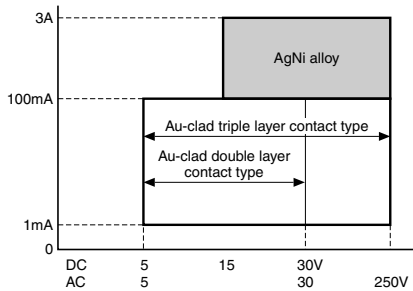 3A
AgNi alloy
100mA
Au-clad triple layer contact type
Au-clad double layer
contact type
1mA
0
DC 5 15 30V
AC 5 30 250V